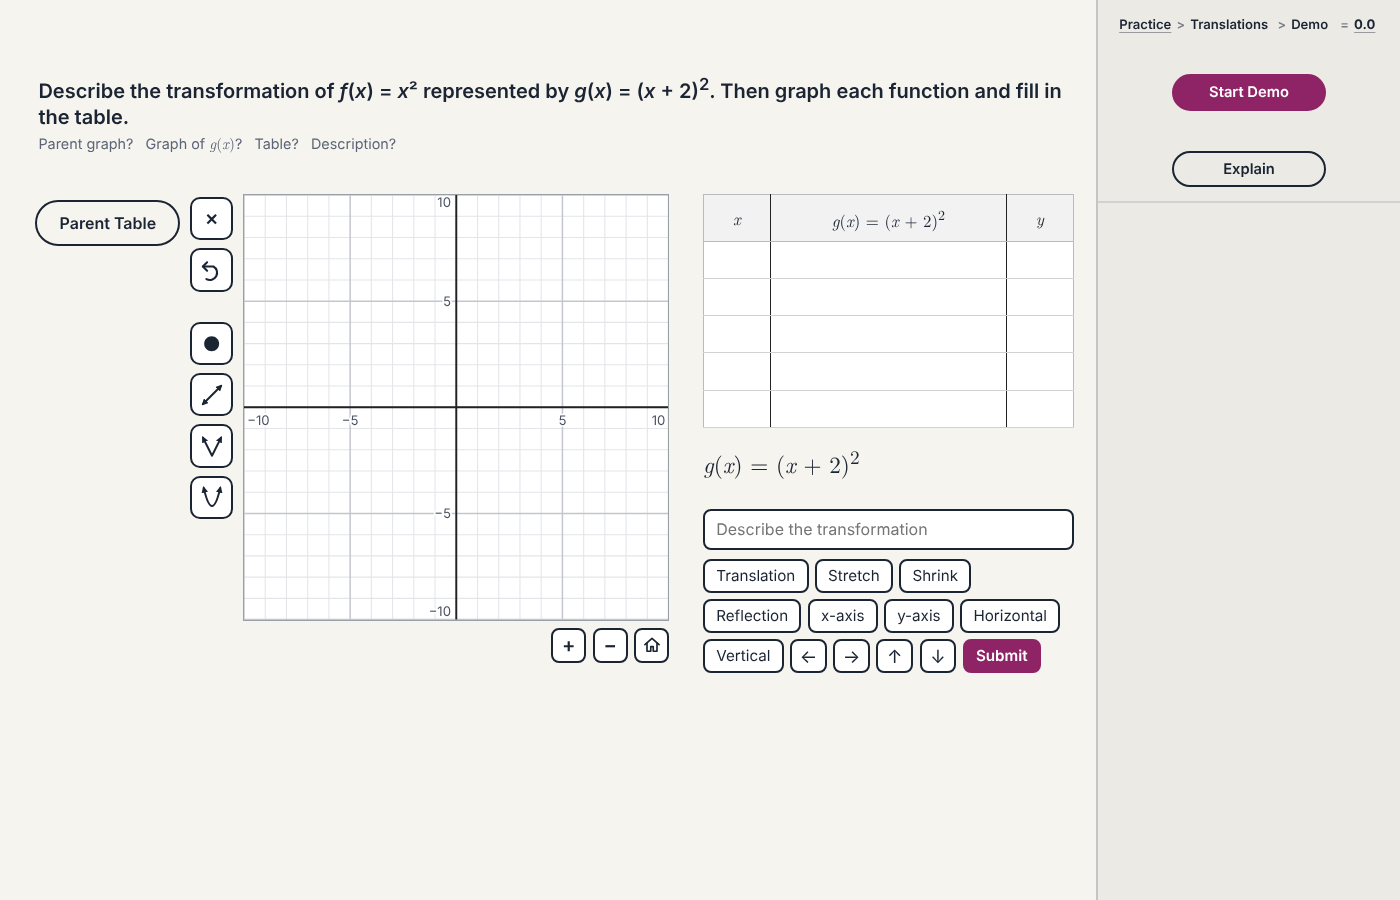 Practice > Translations > Demo = 0.0
Start Demo
Explain
Describe the transformation of f(x) = x² represented by g(x) = (x + 2)². Then graph each function and fill in
the table.
Parent graph? Graph of g(x)? Table? Description?
Parent Table
10
5
−10 −5 5 10
−5
−10
x g(x) = (x + 2)² y
g(x) = (x + 2)²
Describe the transformation
Translation Stretch Shrink
Reflection x-axis y-axis Horizontal
Vertical ← → ↑ ↓ Submit